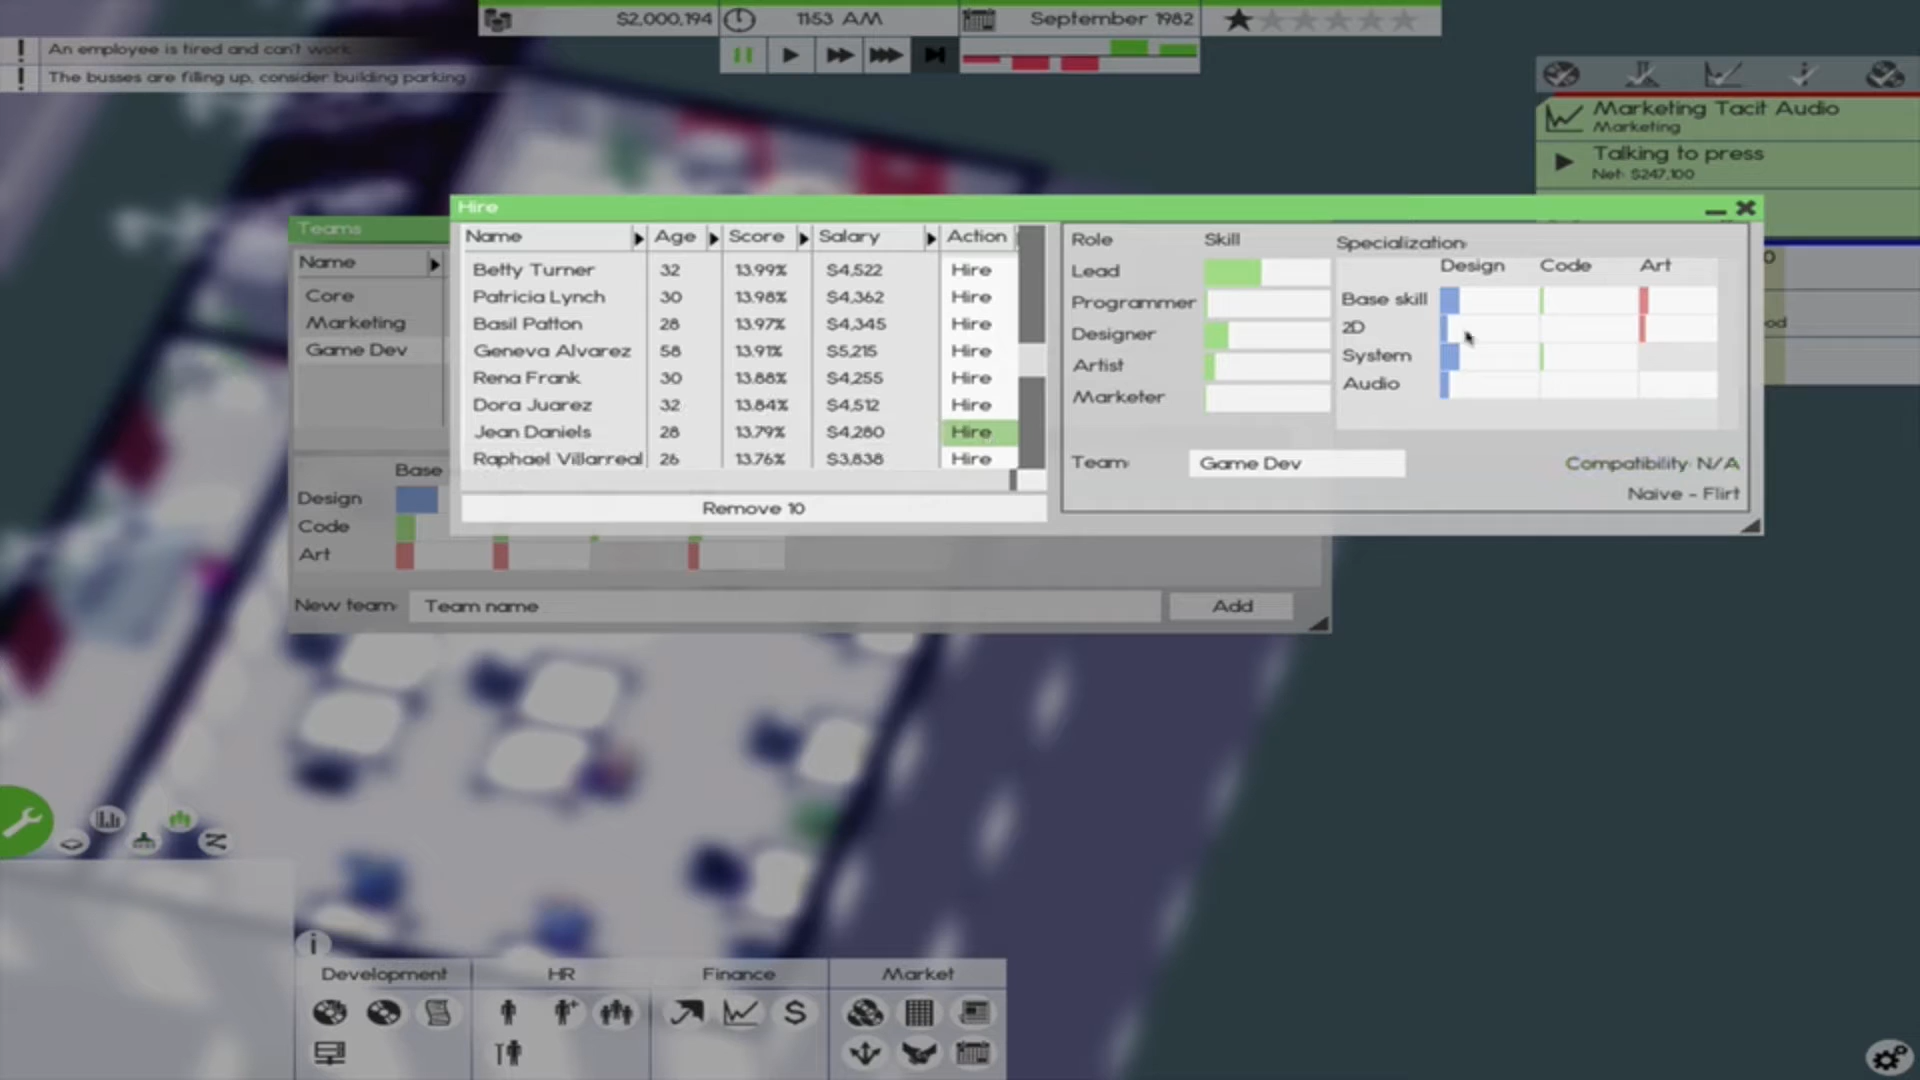 $2,000,194
1153 AM
September 1982
An employee is tired and can't work
The busses are filling up, consider building parking
Marketing Tacit Audio
Marketing
Talking to press
Net: $247,100
Hire
Teams
Name Age Score Salary Action
Betty Turner 32 13.99% $4,522 Hire
Patricia Lynch 30 13.98% $4,362 Hire
Basil Patton 28 13.97% $4,345 Hire
Geneva Alvarez 58 13.91% $5,215 Hire
Rena Frank 30 13.88% $4,255 Hire
Dora Juarez 32 13.84% $4,512 Hire
Jean Daniels 28 13.79% $4,280 Hire
Raphael Villarreal 26 13.76% $3,838 Hire
Remove 10
Role Skill
Lead
Programmer
Designer
Artist
Marketer
Specialization:
Design Code Art
Base skill
2D
System
Audio
Team: Game Dev
Compatibility: N/A
Naive - Flirt
Name
Core
Marketing
Game Dev
Base
Design
Code
Art
New team: Team name Add
Development HR Finance Market